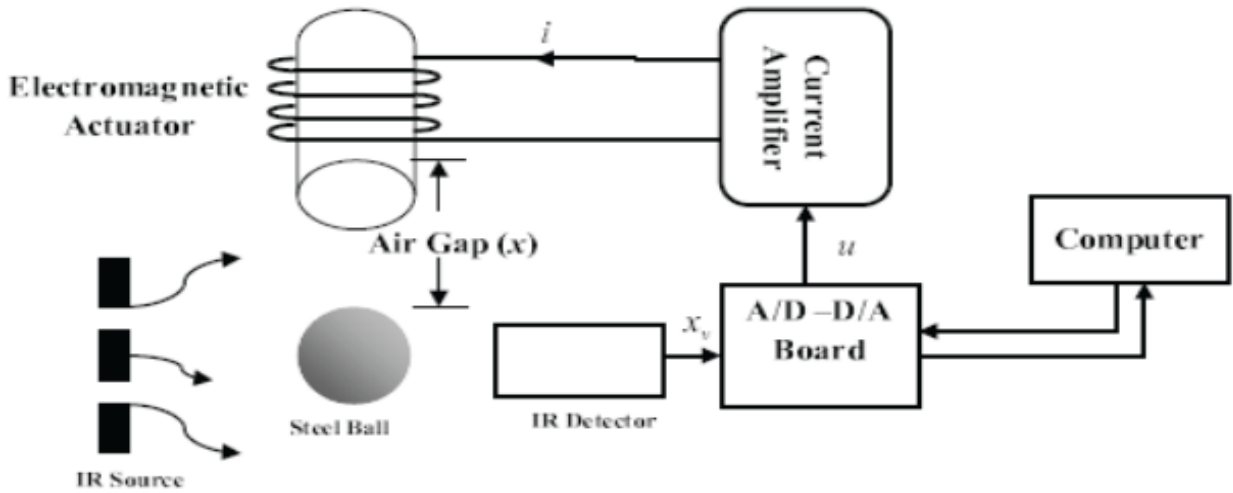 i
Electromagnetic
Actuator
Current
Amplifier
Air Gap (x)
u
Computer
A/D –D/A
Board
x_v
Steel Ball
IR Detector
IR Source